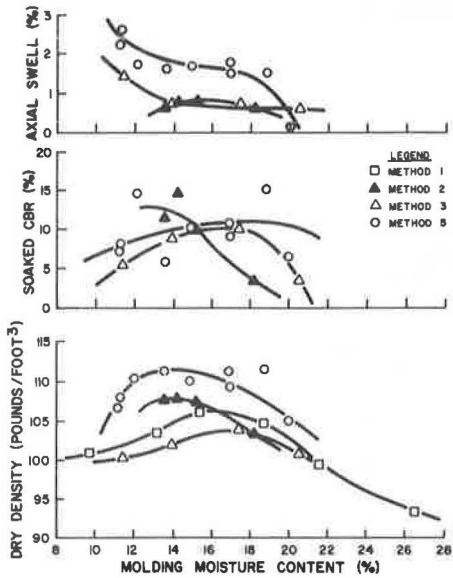 3
2
1
0
AXIAL SWELL (%)
20
15
10
5
0
SOAKED CBR (%)
LEGEND
METHOD 1
METHOD 2
METHOD 3
METHOD 5
110
105
100
95
90
DRY DENSITY (POUNDS/FOOT3)
8 10 12 14 16 18 20 22 24 26 28
MOLDING MOISTURE CONTENT (%)